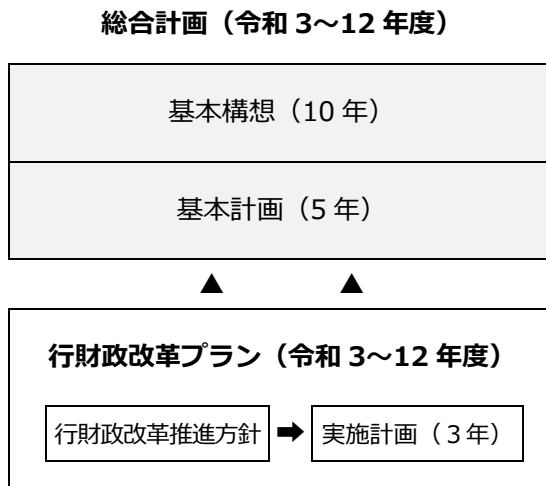 総合計画（令和 3～12 年度）
基本構想（10 年）
基本計画（5 年）
▲ ▲
行財政改革プラン（令和 3～12 年度）
行財政改革推進方針 ➡ 実施計画（３年）